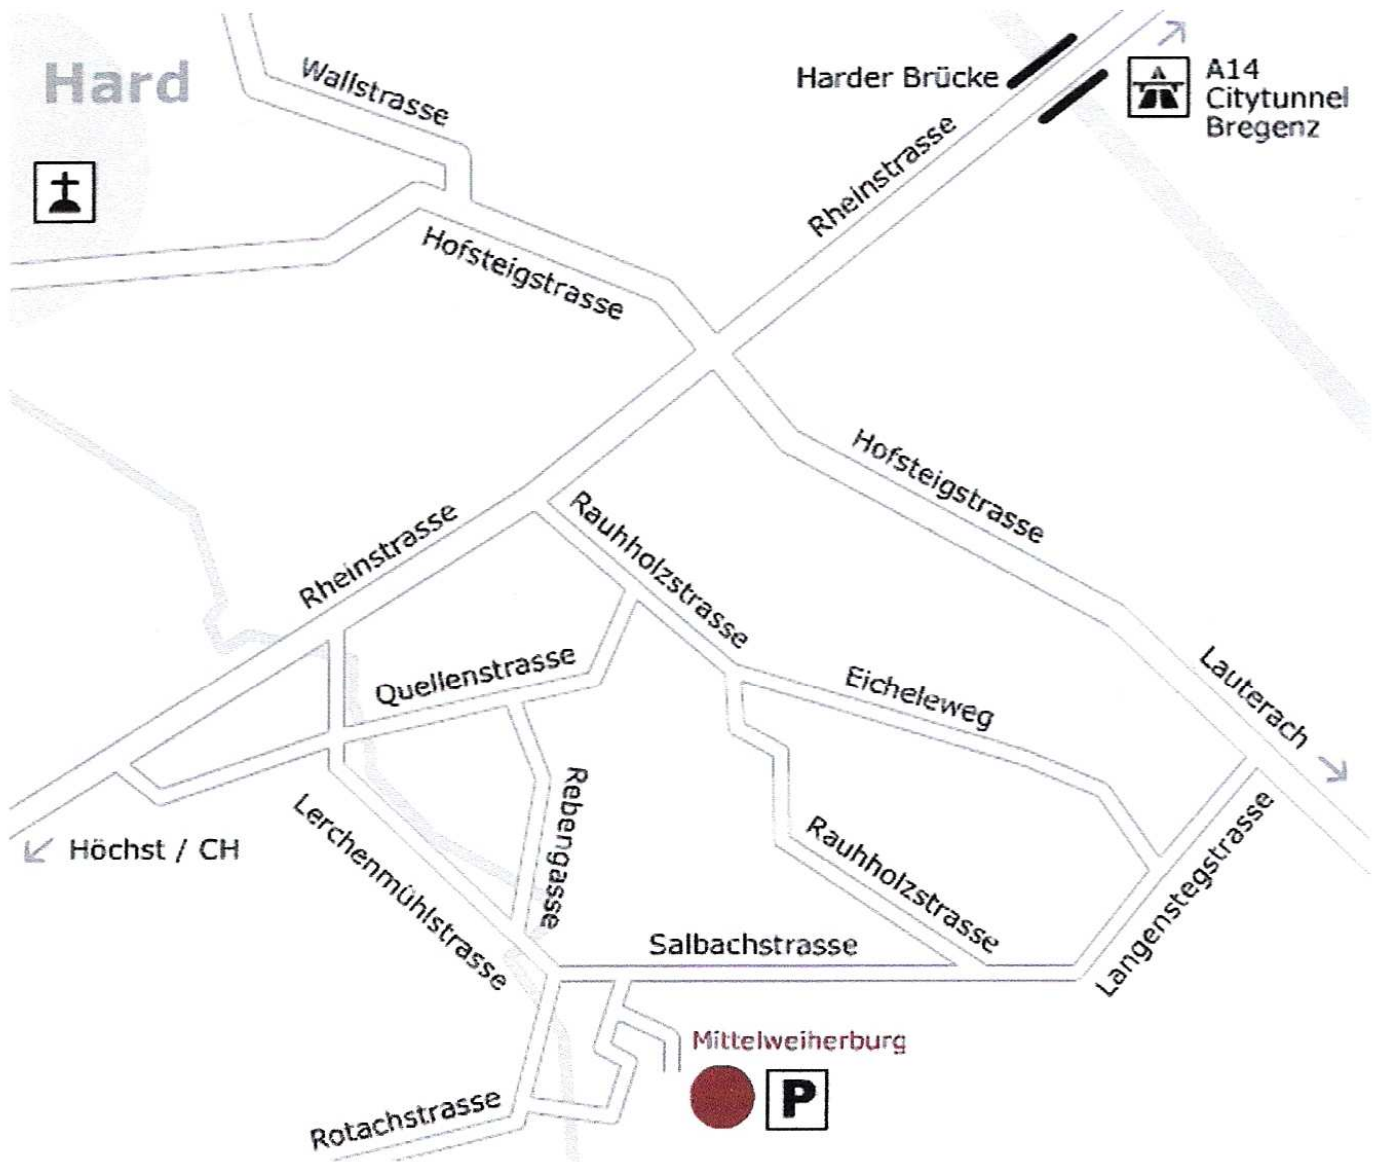 Hard
Wallstrasse
Harder Brücke
A
A14
Citytunnel
Bregenz
Rheinstrasse
Hofsteigstrasse
Hofsteigstrasse
Rheinstrasse
Rauhholzstrasse
Quellenstrasse
Eicheleweg
Lauterach
Rebengasse
Höchst / CH
Lerchenmühlstrasse
Rauhholzstrasse
Langenstegstrasse
Salbachstrasse
Mittelweiherburg
P
Rotachstrasse